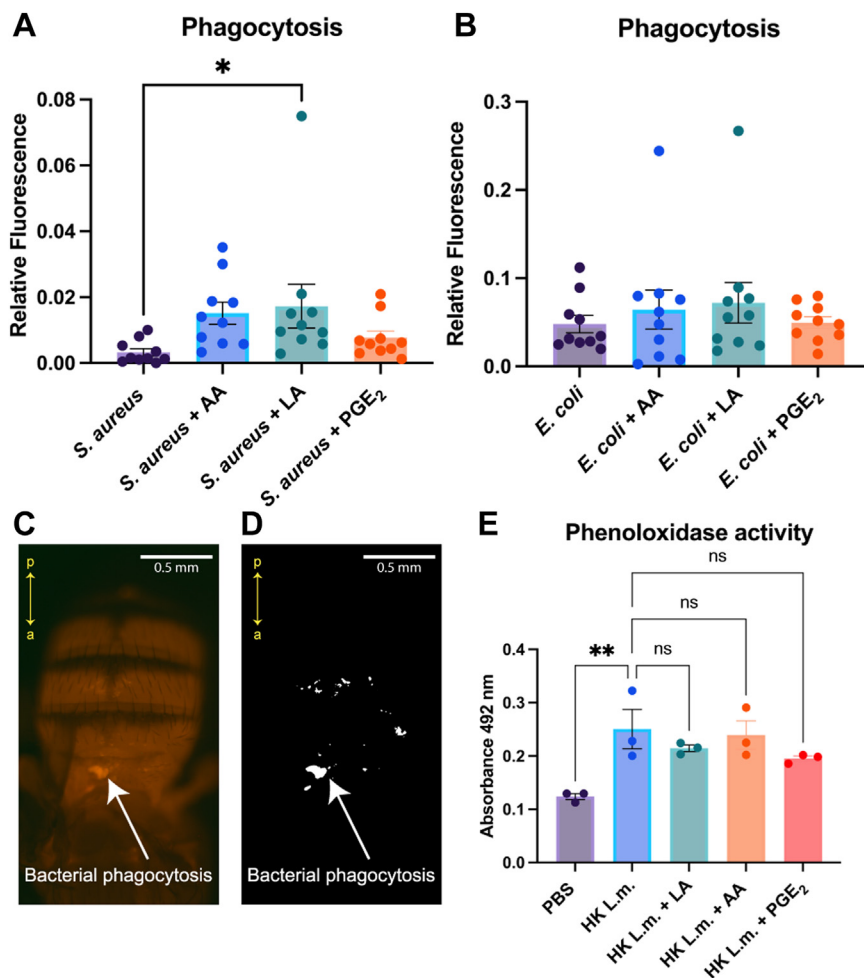 A
Phagocytosis
*
Relative Fluorescence
0.08
0.06
0.04
0.02
0.00
S. aureus
S. aureus + AA
S. aureus + LA
S. aureus + PGE₂
B
Phagocytosis
Relative Fluorescence
0.3
0.2
0.1
0.0
E. coli
E. coli + AA
E. coli + LA
E. coli + PGE₂
C
p
a
0.5 mm
Bacterial phagocytosis
D
p
a
0.5 mm
Bacterial phagocytosis
E
Phenoloxidase activity
ns
ns
** ns
Absorbance 492 nm
0.4
0.3
0.2
0.1
0.0
PBS
HK L.m.
HK L.m. + LA
HK L.m. + AA
HK L.m. + PGE₂